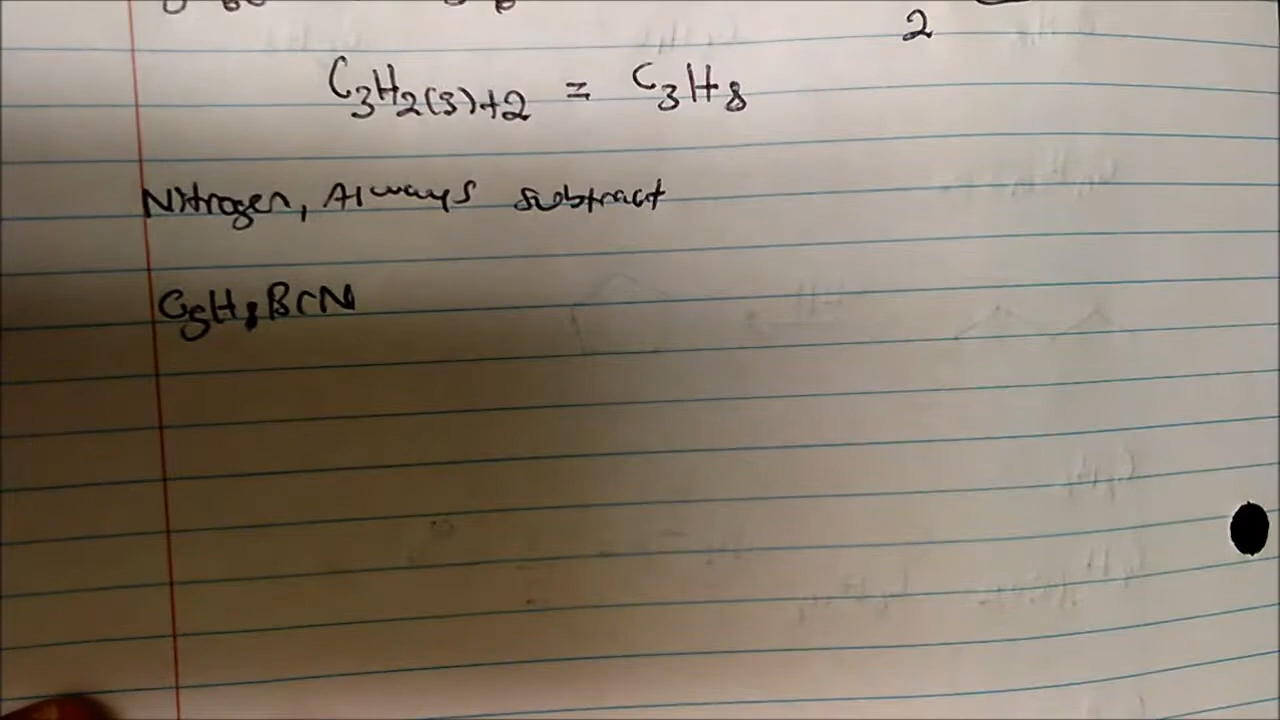 2
C₃H₂₍₃₎₊₂ = C₃H₈
Nitrogen, Always subtract
C₅H₈BrN